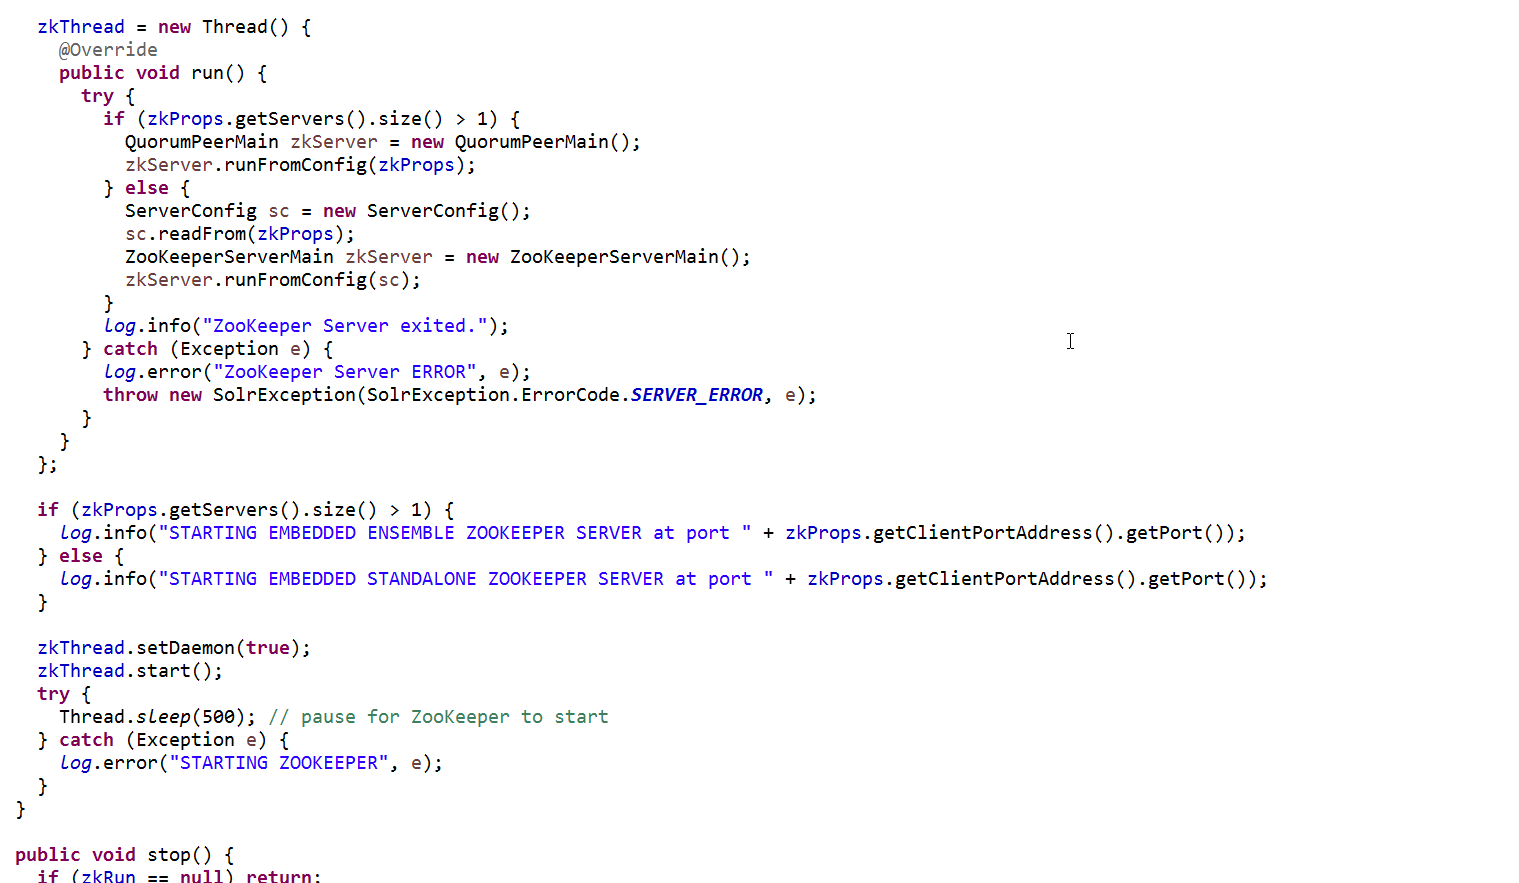 zkThread = new Thread() {
@Override
public void run() {
try {
if (zkProps.getServers().size() > 1) {
QuorumPeerMain zkServer = new QuorumPeerMain();
zkServer.runFromConfig(zkProps);
} else {
ServerConfig sc = new ServerConfig();
sc.readFrom(zkProps);
ZooKeeperServerMain zkServer = new ZooKeeperServerMain();
zkServer.runFromConfig(sc);
}
log.info("ZooKeeper Server exited.");
} catch (Exception e) {
log.error("ZooKeeper Server ERROR", e);
throw new SolrException(SolrException.ErrorCode.SERVER_ERROR, e);
}
}
};
if (zkProps.getServers().size() > 1) {
log.info("STARTING EMBEDDED ENSEMBLE ZOOKEEPER SERVER at port " + zkProps.getClientPortAddress().getPort());
} else {
log.info("STARTING EMBEDDED STANDALONE ZOOKEEPER SERVER at port " + zkProps.getClientPortAddress().getPort());
}
zkThread.setDaemon(true);
zkThread.start();
try {
Thread.sleep(500); // pause for ZooKeeper to start
} catch (Exception e) {
log.error("STARTING ZOOKEEPER", e);
}
}
public void stop() {
if (zkRun == null) return;